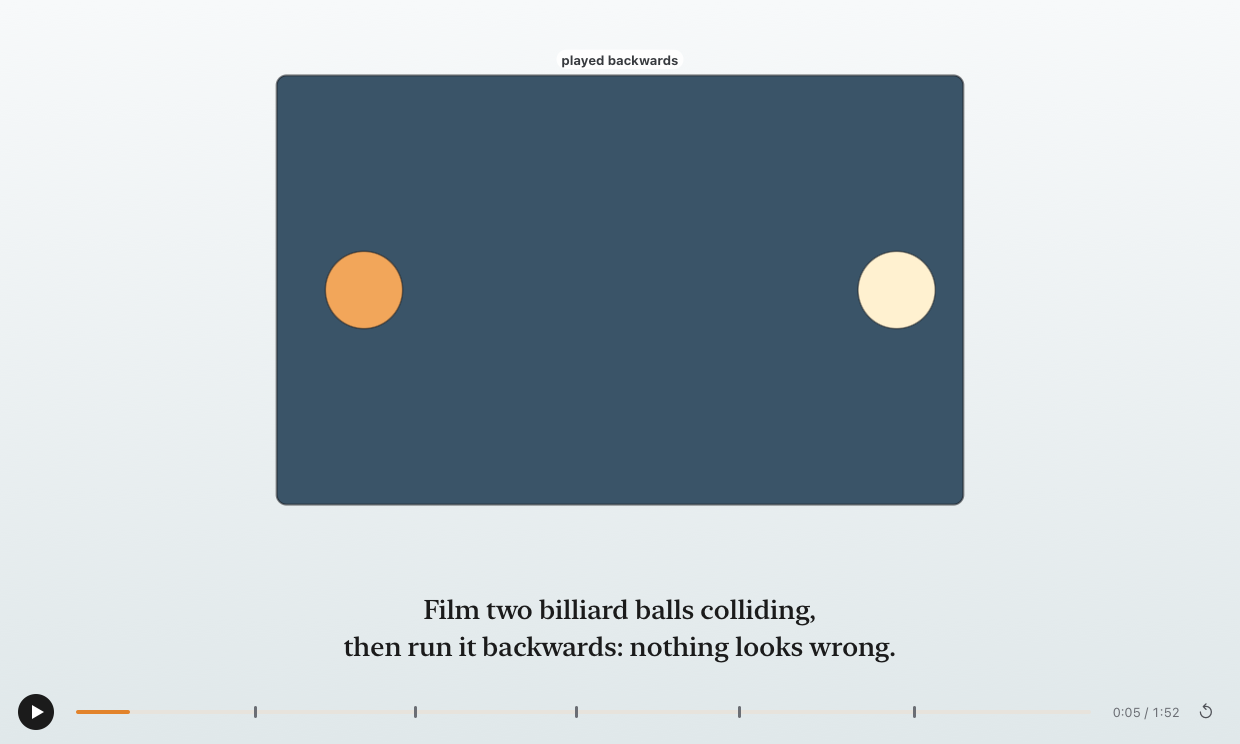 played backwards
Film two billiard balls colliding,
then run it backwards: nothing looks wrong.
0:05 / 1:52